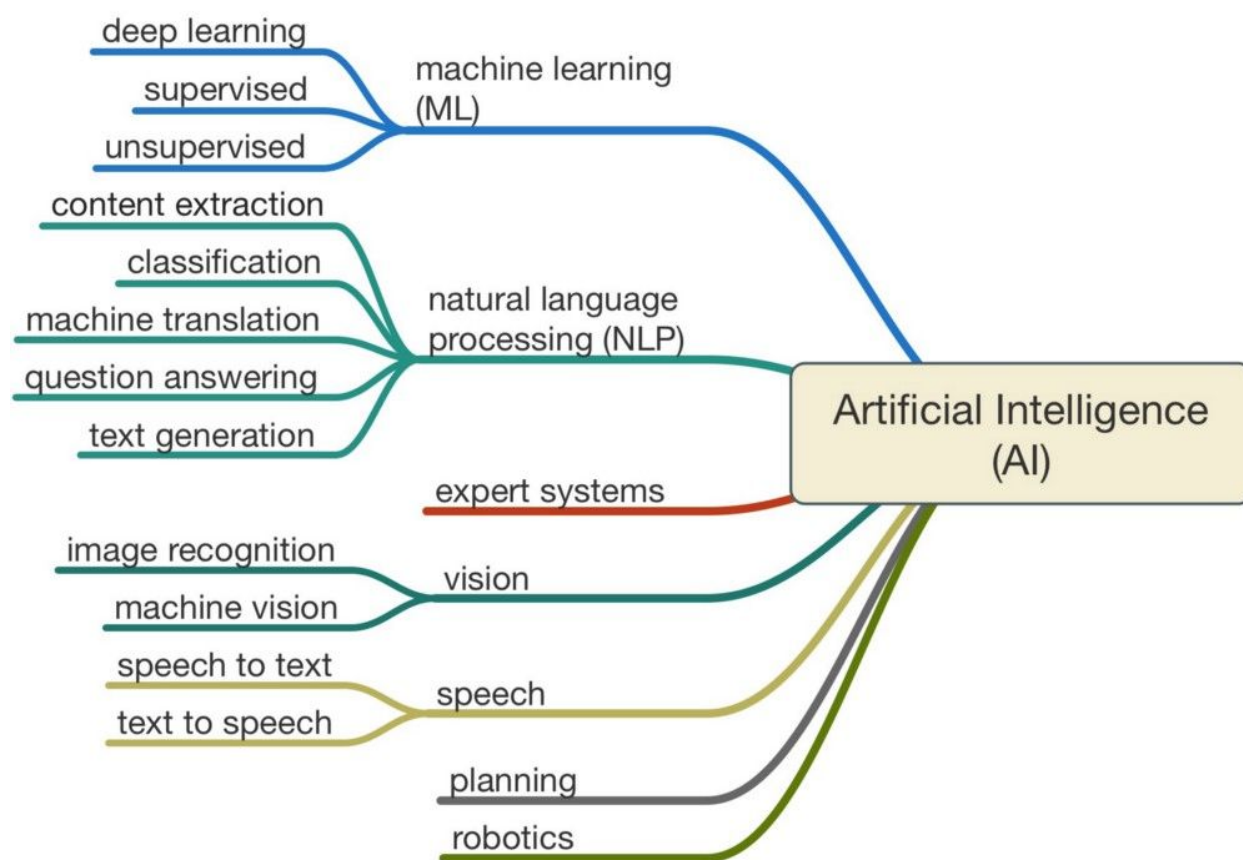 deep learning
supervised
unsupervised
machine learning
(ML)
content extraction
classification
machine translation
question answering
text generation
natural language
processing (NLP)
Artificial Intelligence
(AI)
expert systems
image recognition
machine vision
vision
speech to text
text to speech
speech
planning
robotics